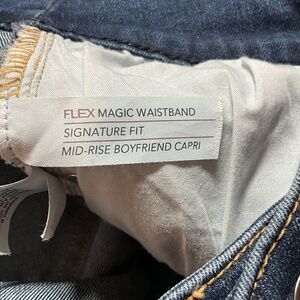 FLEX MAGIC WAISTBAND
SIGNATURE FIT
MID-RISE BOYFRIEND CAPRI